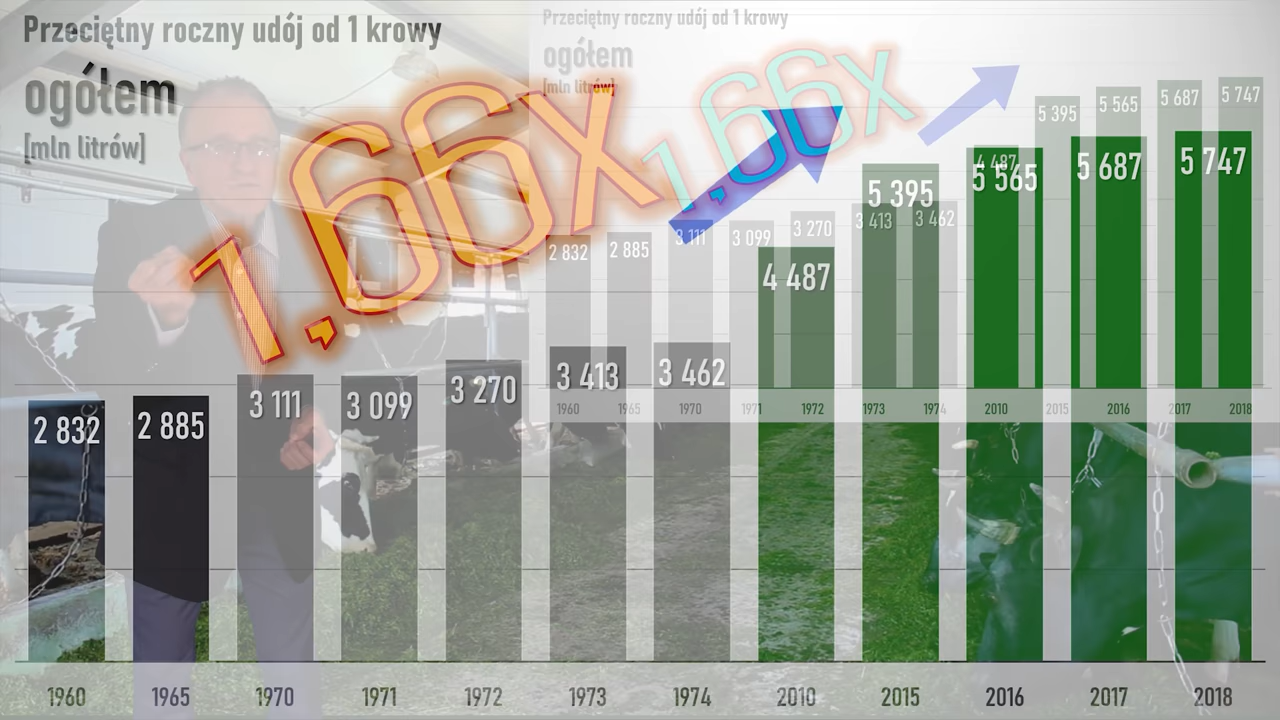 Przeciętny roczny udój od 1 krowy
ogółem
[mln litrów]
1,66x
2 832 2 885 3 111 3 099 3 270 3 413 3 462 4 487 5 395 5 565 5 687 5 747
1960 1965 1970 1971 1972 1973 1974 2010 2015 2016 2017 2018
Przeciętny roczny udój od 1 krowy
ogółem
[mln litrów]
1,66x
2 832 2 885 3 111 3 099 3 270 3 413 3 462 4 487 5 395 5 565 5 687 5 747
1960 1965 1970 1971 1972 1973 1974 2010 2015 2016 2017 2018